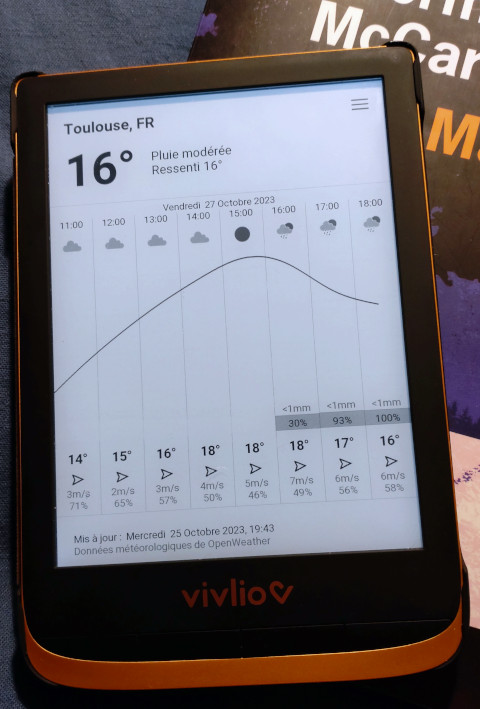 McCar
Ma
Toulouse, FR
16°
Pluie modérée
Ressenti 16°
Vendredi 27 Octobre 2023
11:00 12:00 13:00 14:00 15:00 16:00 17:00 18:00
<1mm <1mm <1mm
30% 93% 100%
14° 15° 16° 18° 18° 18° 17° 16°
3m/s 2m/s 3m/s 4m/s 5m/s 7m/s 6m/s 6m/s
71% 65% 57% 50% 46% 49% 56% 58%
Mis à jour : Mercredi 25 Octobre 2023, 19:43
Données météorologiques de OpenWeather
vivlio